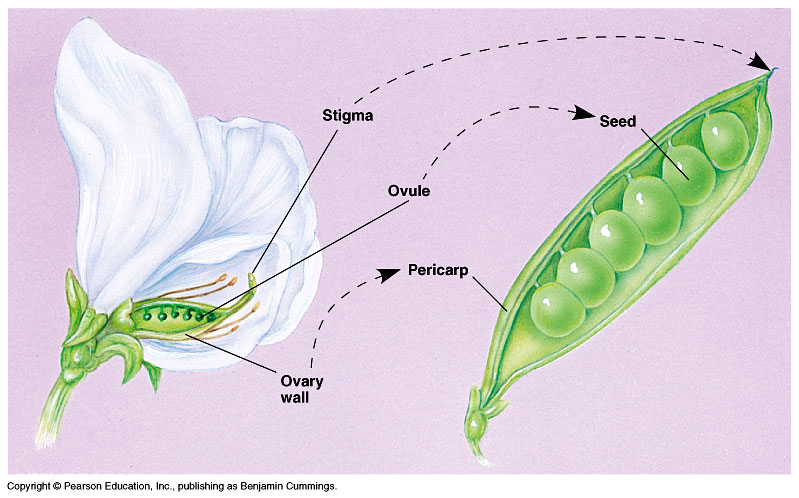 Stigma
Seed
Ovule
Pericarp
Ovary
wall
Copyright © Pearson Education, Inc., publishing as Benjamin Cummings.